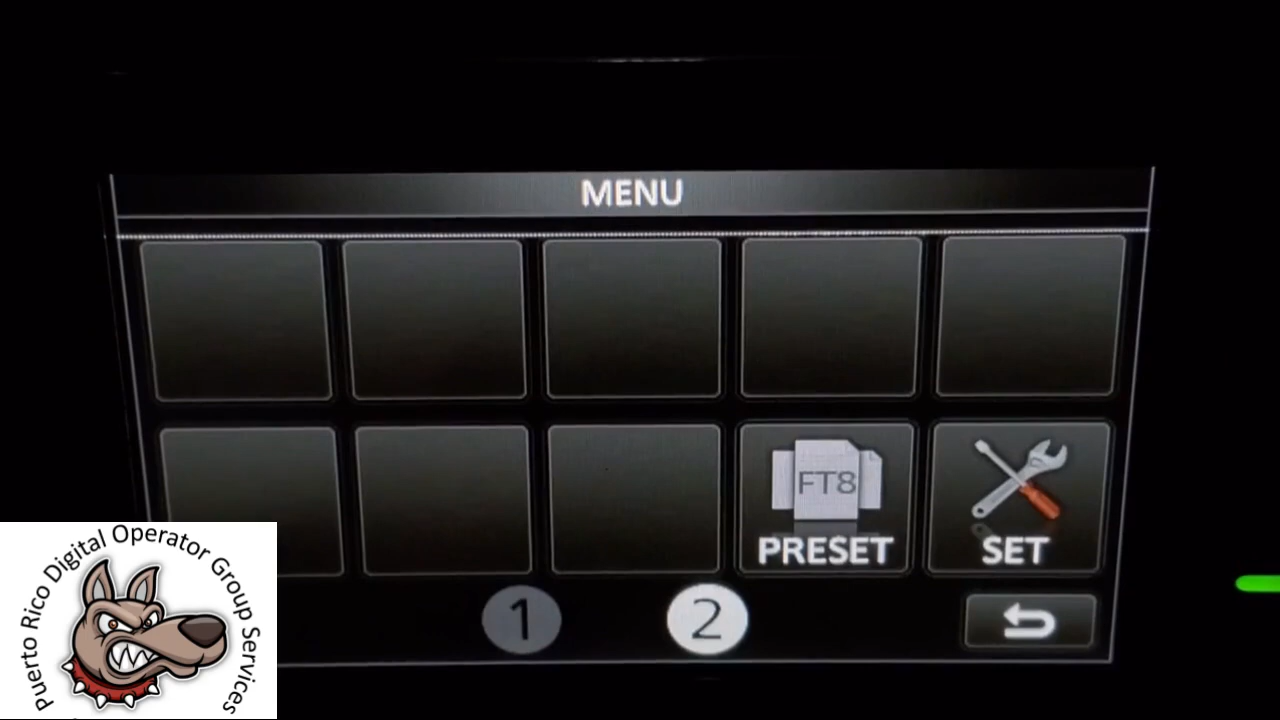 MENU
FT8
PRESET
SET
1
2
Puerto Rico Digital Operator Group Services